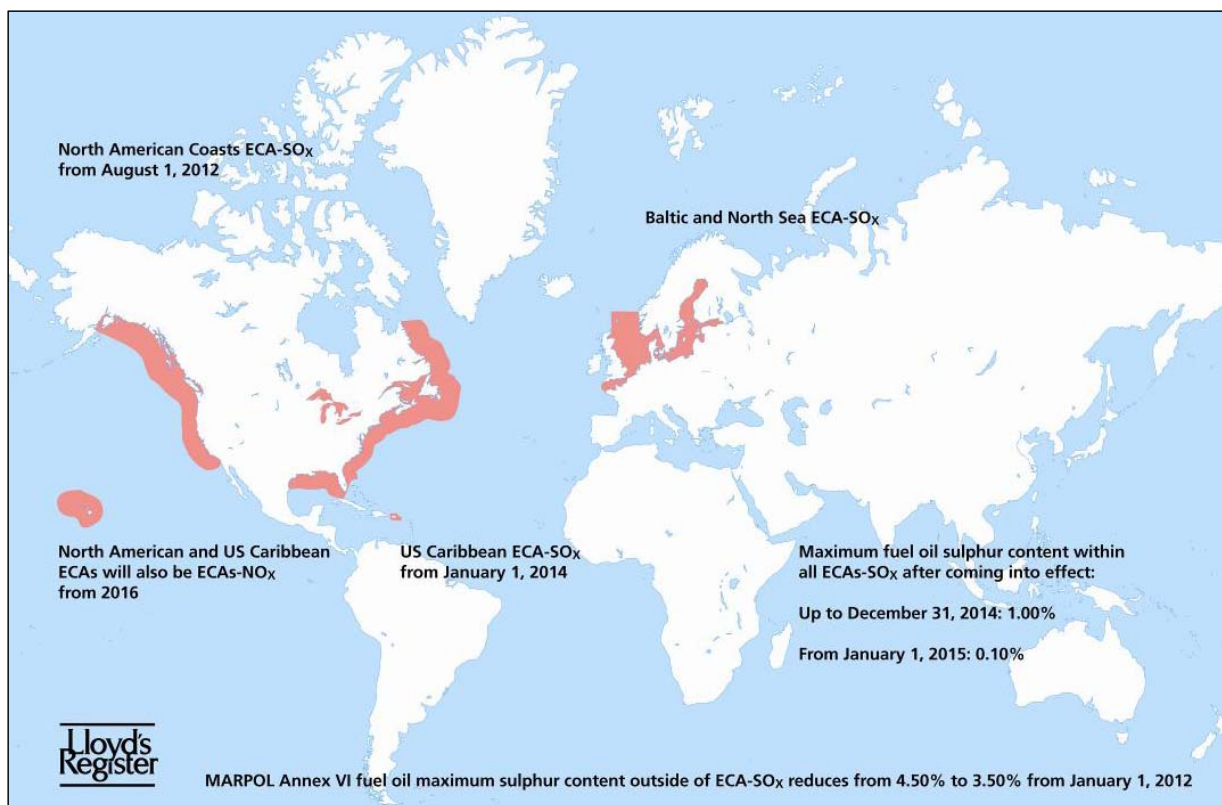 North American Coasts ECA-SOX
from August 1, 2012
Baltic and North Sea ECA-SOX
North American and US Caribbean
ECAs will also be ECAs-NOX
from 2016
US Caribbean ECA-SOX
from January 1, 2014
Maximum fuel oil sulphur content within
all ECAs-SOX after coming into effect:
Up to December 31, 2014: 1.00%
From January 1, 2015: 0.10%
Lloyd's
Register
MARPOL Annex VI fuel oil maximum sulphur content outside of ECA-SOX reduces from 4.50% to 3.50% from January 1, 2012